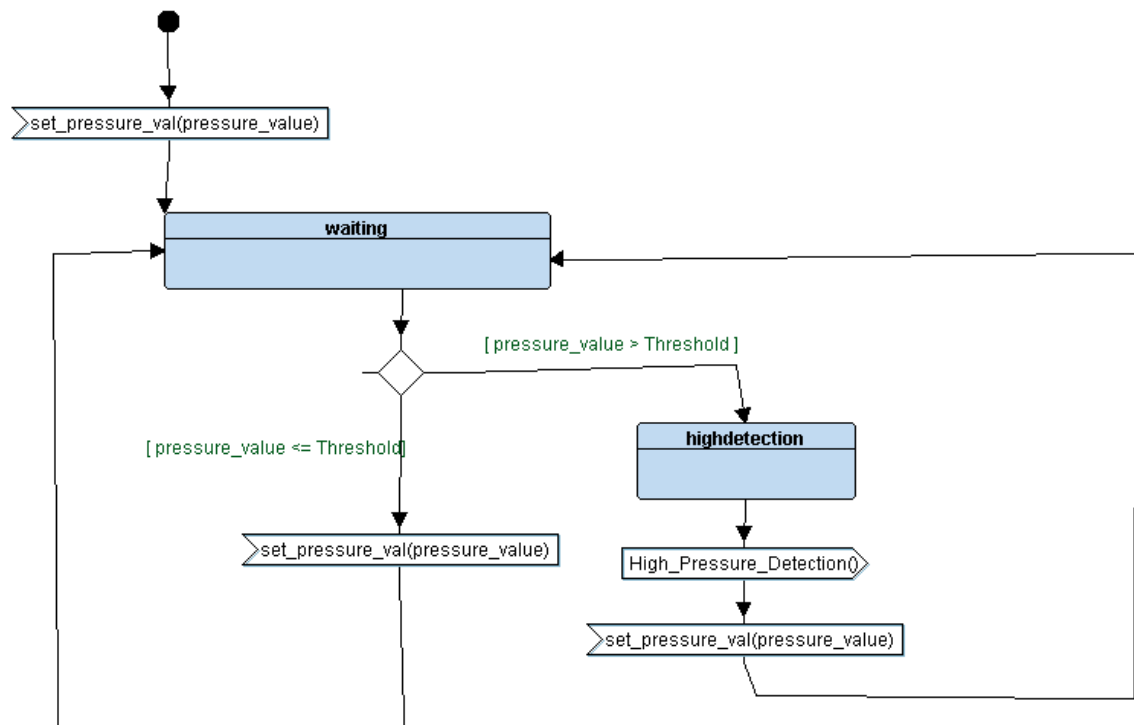 set_pressure_val(pressure_value)
waiting
[ pressure_value > Threshold ]
highdetection
[ pressure_value <= Threshold]
set_pressure_val(pressure_value)
High_Pressure_Detection()
set_pressure_val(pressure_value)